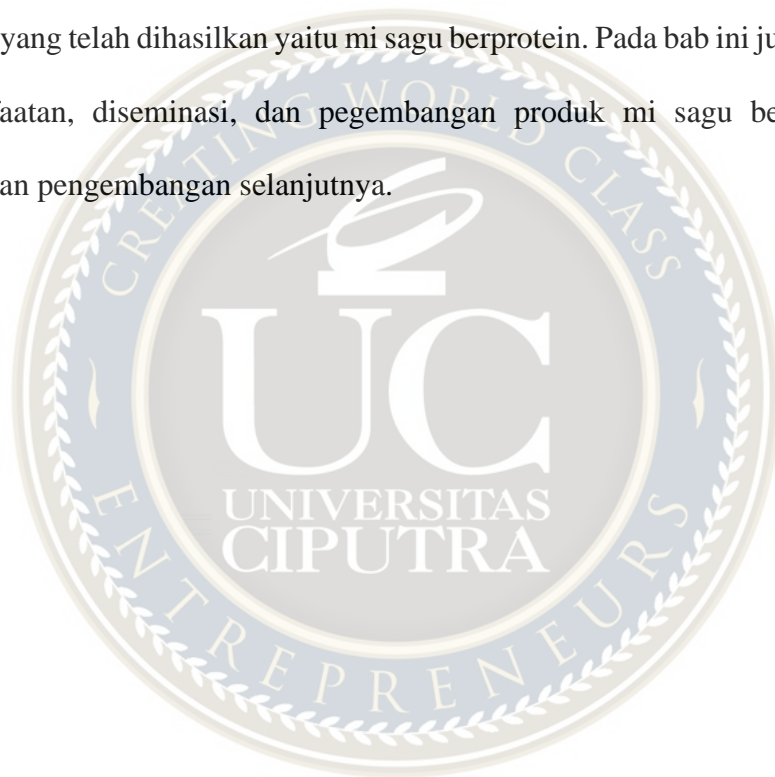 yang telah dihasilkan yaitu mi sagu berprotein. Pada bab ini ju
faatan, diseminasi, dan pegembangan produk mi sagu be
an pengembangan selanjutnya.
CREATING WORLD CLASS
UC
UNIVERSITAS
CIPUTRA
ENTREPRENEURS